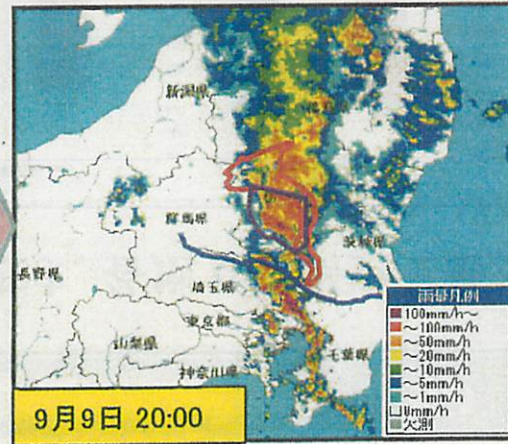 新潟県
群馬県
茨城県
長野県
埼玉県
東京都
山梨県
千葉県
神奈川県
雨量凡例
100mm/h~
~100mm/h
~50mm/h
~20mm/h
~10mm/h
~5mm/h
~1mm/h
0mm/h
欠測
9月9日 20:00